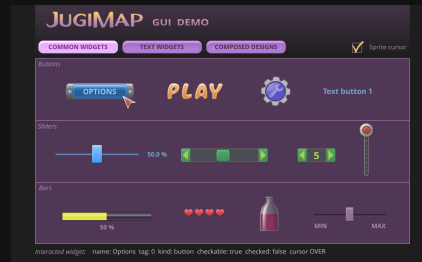 JUGIMAP GUI DEMO
COMMON WIDGETS TEXT WIDGETS COMPOSED DESIGNS Sprite cursor
Buttons
OPTIONS PLAY Text button 1
Sliders
50.0 % 5
Bars
50 % MIN MAX
Interacted widget: name: Options tag: 0 kind: button checkable: true checked: false cursor OVER